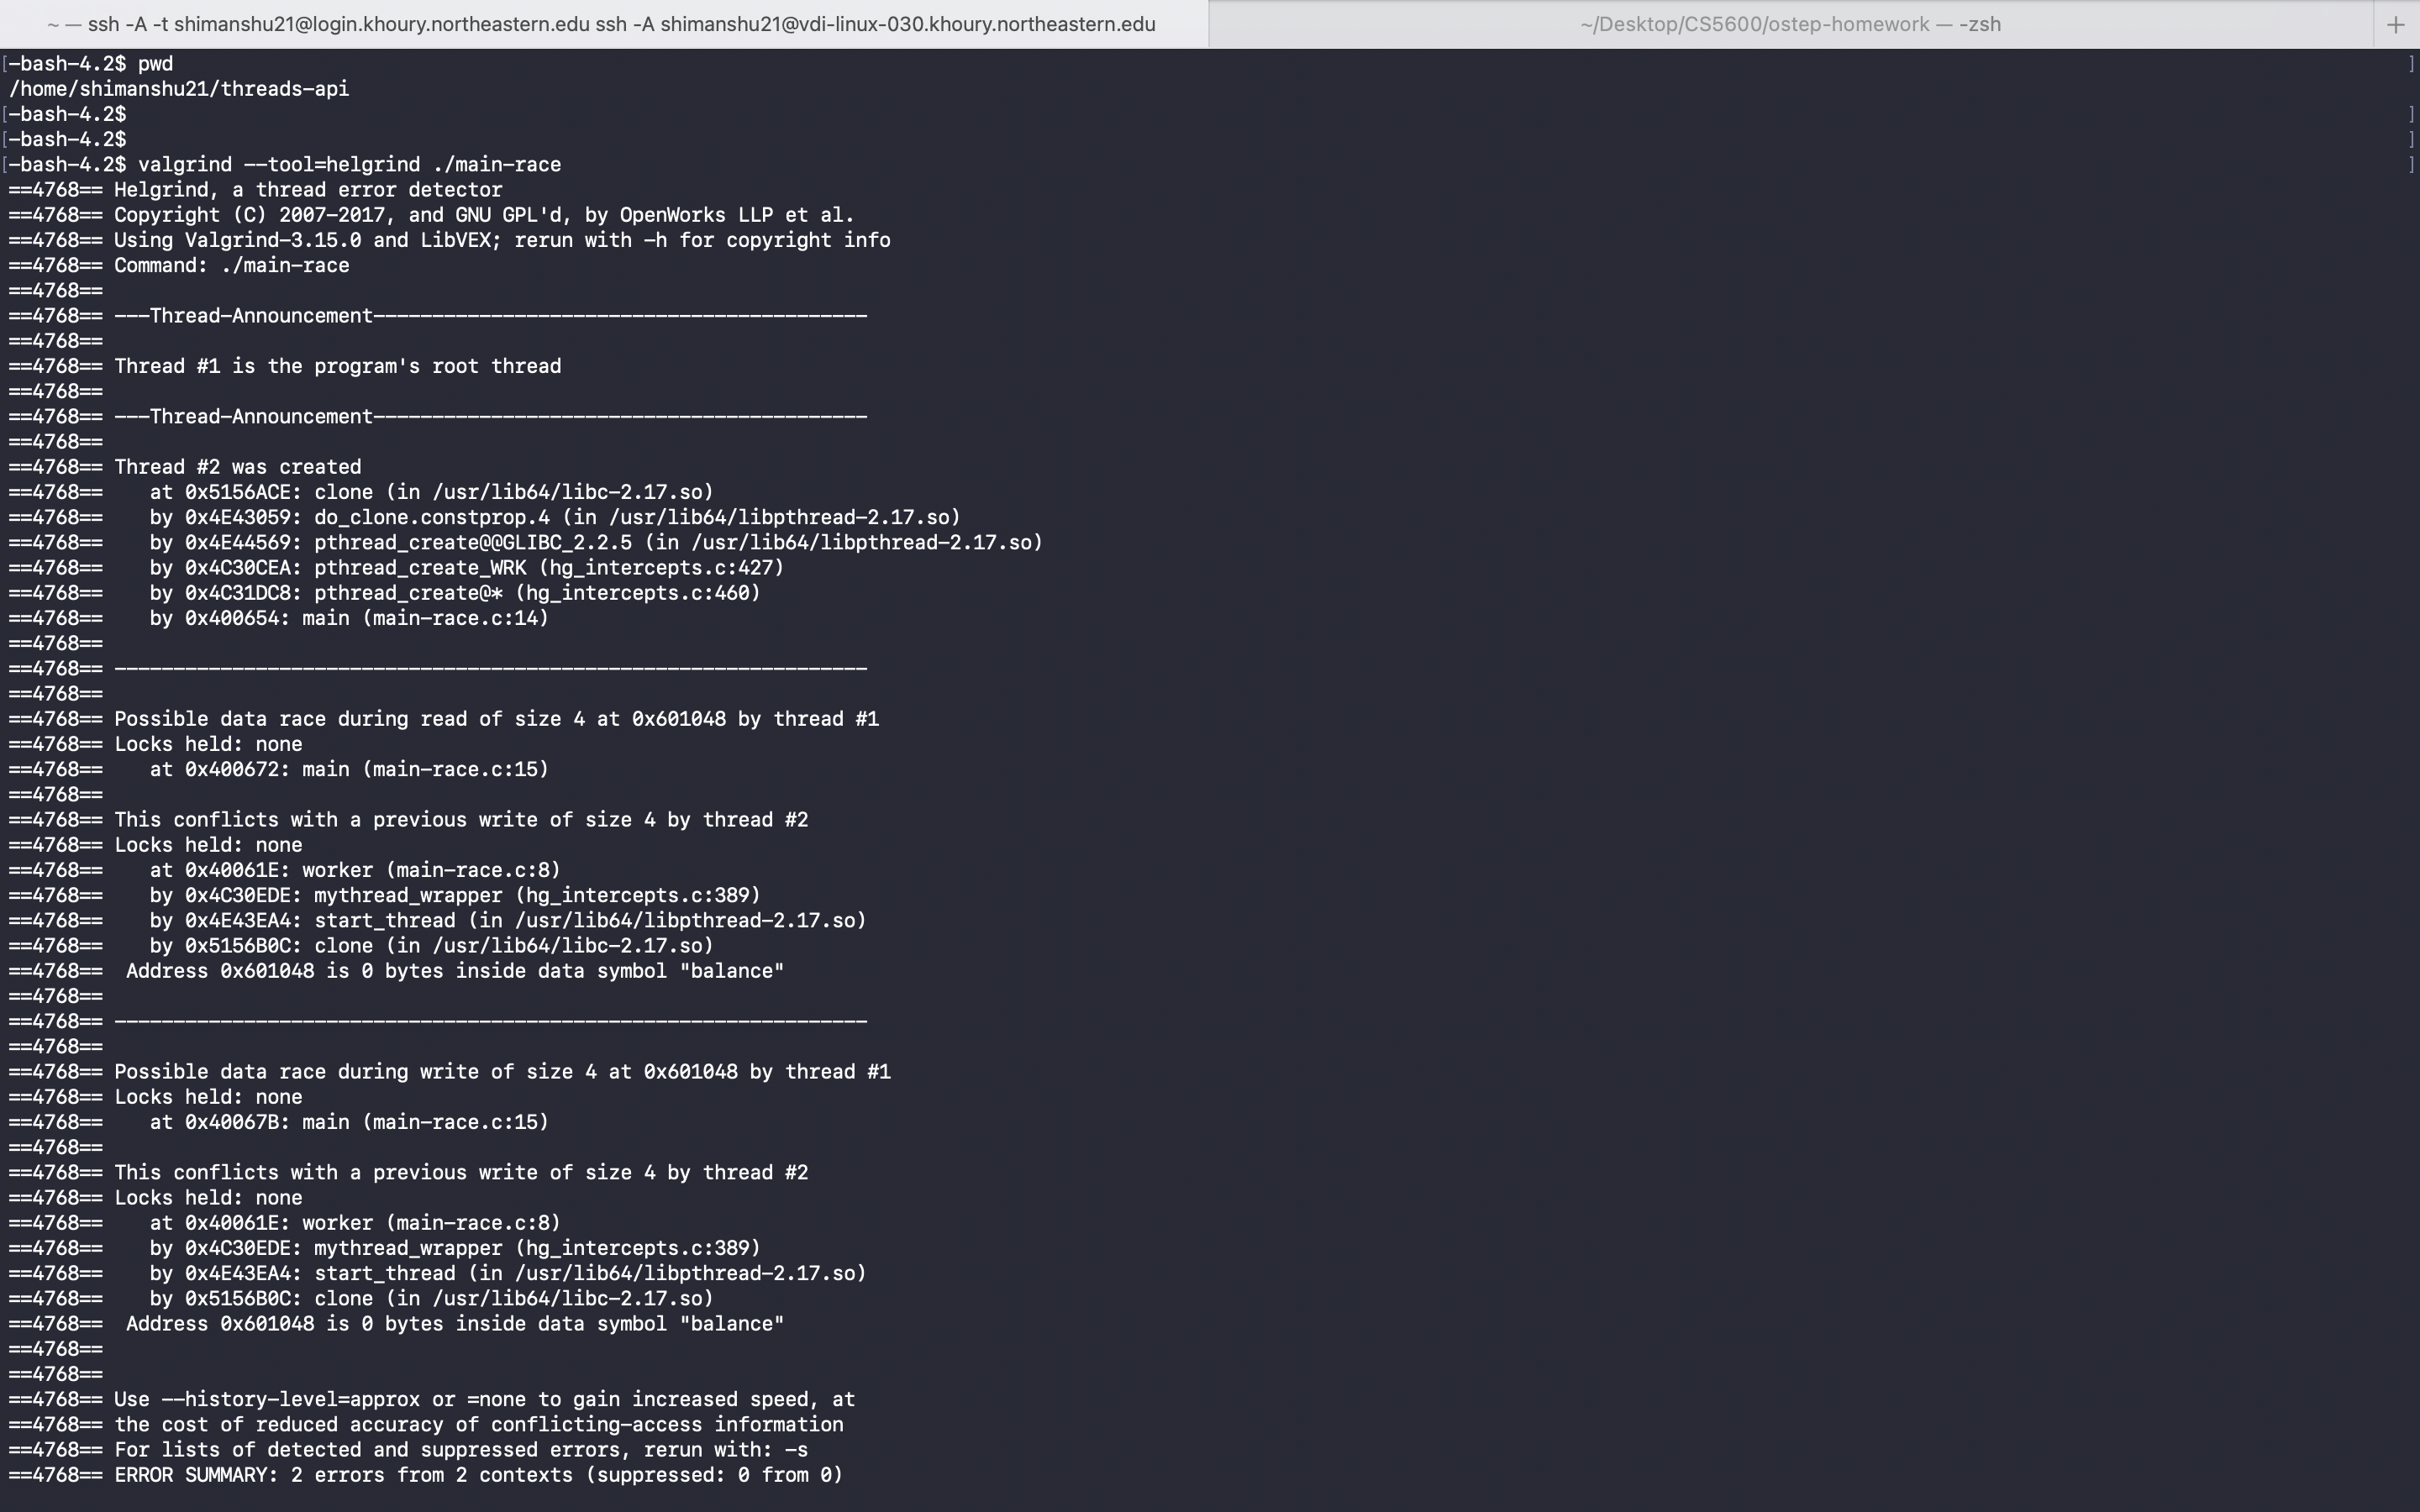 ~ — ssh -A -t shimanshu21@login.khoury.northeastern.edu ssh -A shimanshu21@vdi-linux-030.khoury.northeastern.edu
~/Desktop/CS5600/ostep-homework — -zsh
+
[-bash-4.2$ pwd ]
/home/shimanshu21/threads-api
[-bash-4.2$ ]
[-bash-4.2$ ]
[-bash-4.2$ valgrind --tool=helgrind ./main-race ]
==4768== Helgrind, a thread error detector
==4768== Copyright (C) 2007-2017, and GNU GPL'd, by OpenWorks LLP et al.
==4768== Using Valgrind-3.15.0 and LibVEX; rerun with -h for copyright info
==4768== Command: ./main-race
==4768==
==4768== ---Thread-Announcement------------------------------------------
==4768==
==4768== Thread #1 is the program's root thread
==4768==
==4768== ---Thread-Announcement------------------------------------------
==4768==
==4768== Thread #2 was created
==4768==    at 0x5156ACE: clone (in /usr/lib64/libc-2.17.so)
==4768==    by 0x4E43059: do_clone.constprop.4 (in /usr/lib64/libpthread-2.17.so)
==4768==    by 0x4E44569: pthread_create@@GLIBC_2.2.5 (in /usr/lib64/libpthread-2.17.so)
==4768==    by 0x4C30CEA: pthread_create_WRK (hg_intercepts.c:427)
==4768==    by 0x4C31DC8: pthread_create@* (hg_intercepts.c:460)
==4768==    by 0x400654: main (main-race.c:14)
==4768==
==4768== ----------------------------------------------------------------
==4768==
==4768== Possible data race during read of size 4 at 0x601048 by thread #1
==4768== Locks held: none
==4768==    at 0x400672: main (main-race.c:15)
==4768==
==4768== This conflicts with a previous write of size 4 by thread #2
==4768== Locks held: none
==4768==    at 0x40061E: worker (main-race.c:8)
==4768==    by 0x4C30EDE: mythread_wrapper (hg_intercepts.c:389)
==4768==    by 0x4E43EA4: start_thread (in /usr/lib64/libpthread-2.17.so)
==4768==    by 0x5156B0C: clone (in /usr/lib64/libc-2.17.so)
==4768==  Address 0x601048 is 0 bytes inside data symbol "balance"
==4768==
==4768== ----------------------------------------------------------------
==4768==
==4768== Possible data race during write of size 4 at 0x601048 by thread #1
==4768== Locks held: none
==4768==    at 0x40067B: main (main-race.c:15)
==4768==
==4768== This conflicts with a previous write of size 4 by thread #2
==4768== Locks held: none
==4768==    at 0x40061E: worker (main-race.c:8)
==4768==    by 0x4C30EDE: mythread_wrapper (hg_intercepts.c:389)
==4768==    by 0x4E43EA4: start_thread (in /usr/lib64/libpthread-2.17.so)
==4768==    by 0x5156B0C: clone (in /usr/lib64/libc-2.17.so)
==4768==  Address 0x601048 is 0 bytes inside data symbol "balance"
==4768==
==4768==
==4768== Use --history-level=approx or =none to gain increased speed, at
==4768== the cost of reduced accuracy of conflicting-access information
==4768== For lists of detected and suppressed errors, rerun with: -s
==4768== ERROR SUMMARY: 2 errors from 2 contexts (suppressed: 0 from 0)